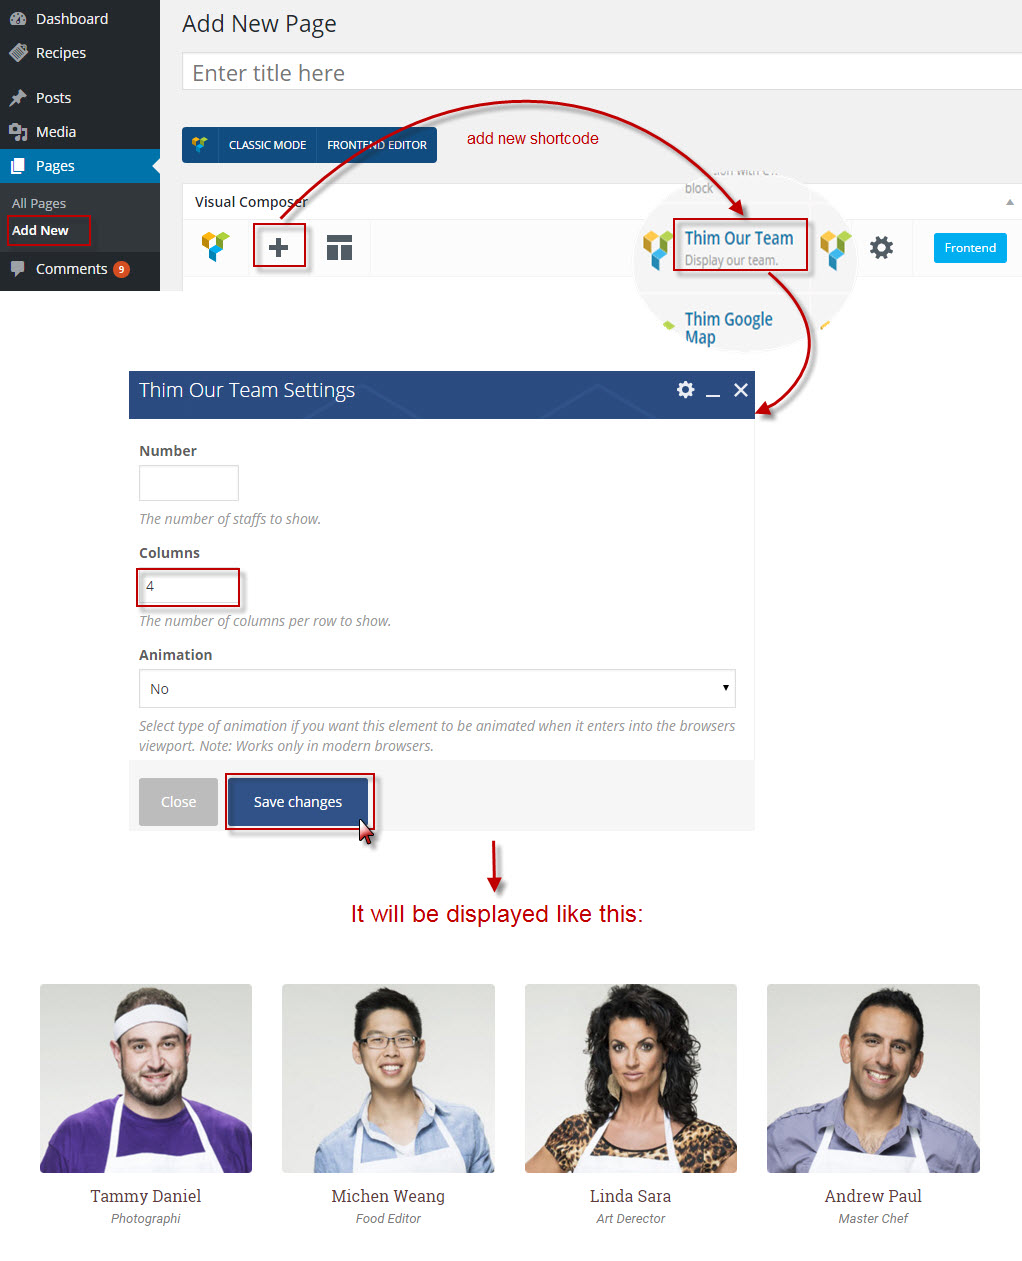 Dashboard
Recipes
Posts
Media
Pages
All Pages
Add New
Comments 9
Add New Page
Enter title here
CLASSIC MODE
FRONTEND EDITOR
add new shortcode
Visual Composer
block
Thim Our Team
Display our team.
Thim Google
Map
Frontend
Thim Our Team Settings
Number
The number of staffs to show.
Columns
4
The number of columns per row to show.
Animation
No
Select type of animation if you want this element to be animated when it enters into the browsers
viewport. Note: Works only in modern browsers.
Close
Save changes
It will be displayed like this:
Tammy Daniel
Photographi
Michen Weang
Food Editor
Linda Sara
Art Derector
Andrew Paul
Master Chef